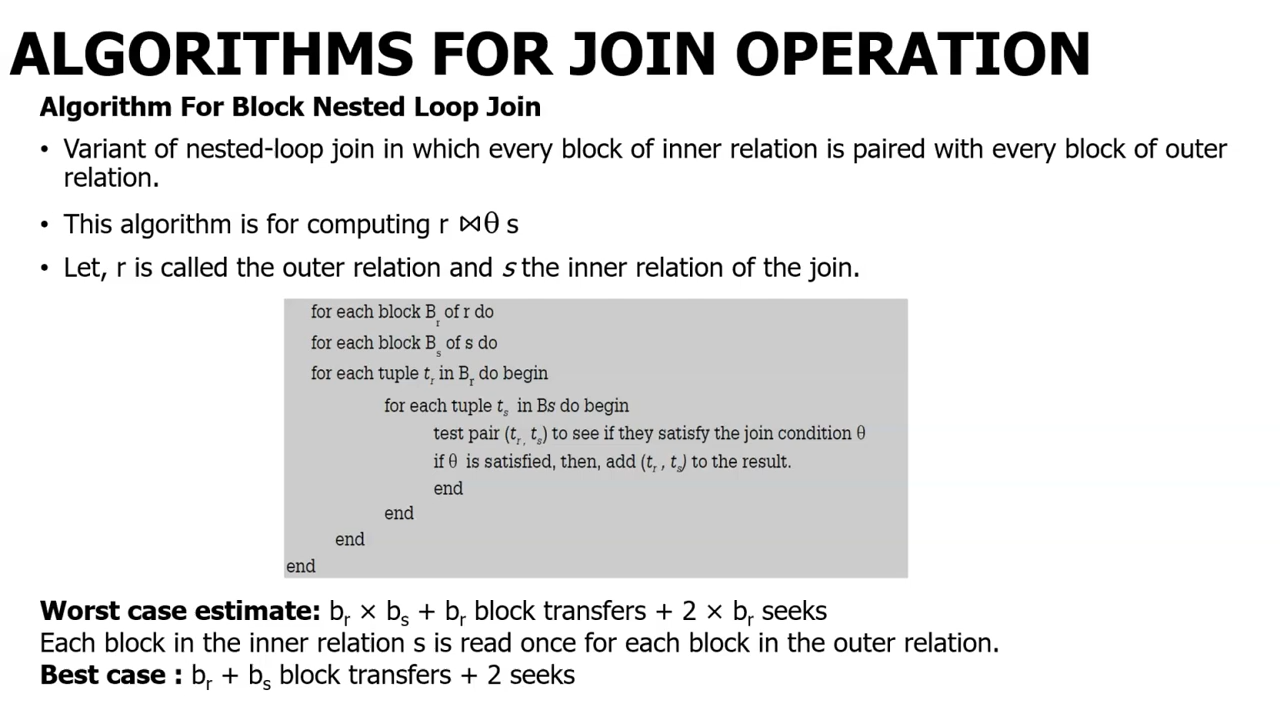 ALGORITHMS FOR JOIN OPERATION
Algorithm For Block Nested Loop Join
• Variant of nested-loop join in which every block of inner relation is paired with every block of outer
relation.
• This algorithm is for computing r ⋈θ s
• Let, r is called the outer relation and s the inner relation of the join.
for each block Br of r do
for each block Bs of s do
for each tuple tr in Br do begin
for each tuple ts in Bs do begin
test pair (tr, ts) to see if they satisfy the join condition θ
if θ is satisfied, then, add (tr , ts) to the result.
end
end
end
end
Worst case estimate: br × bs + br block transfers + 2 × br seeks
Each block in the inner relation s is read once for each block in the outer relation.
Best case : br + bs block transfers + 2 seeks